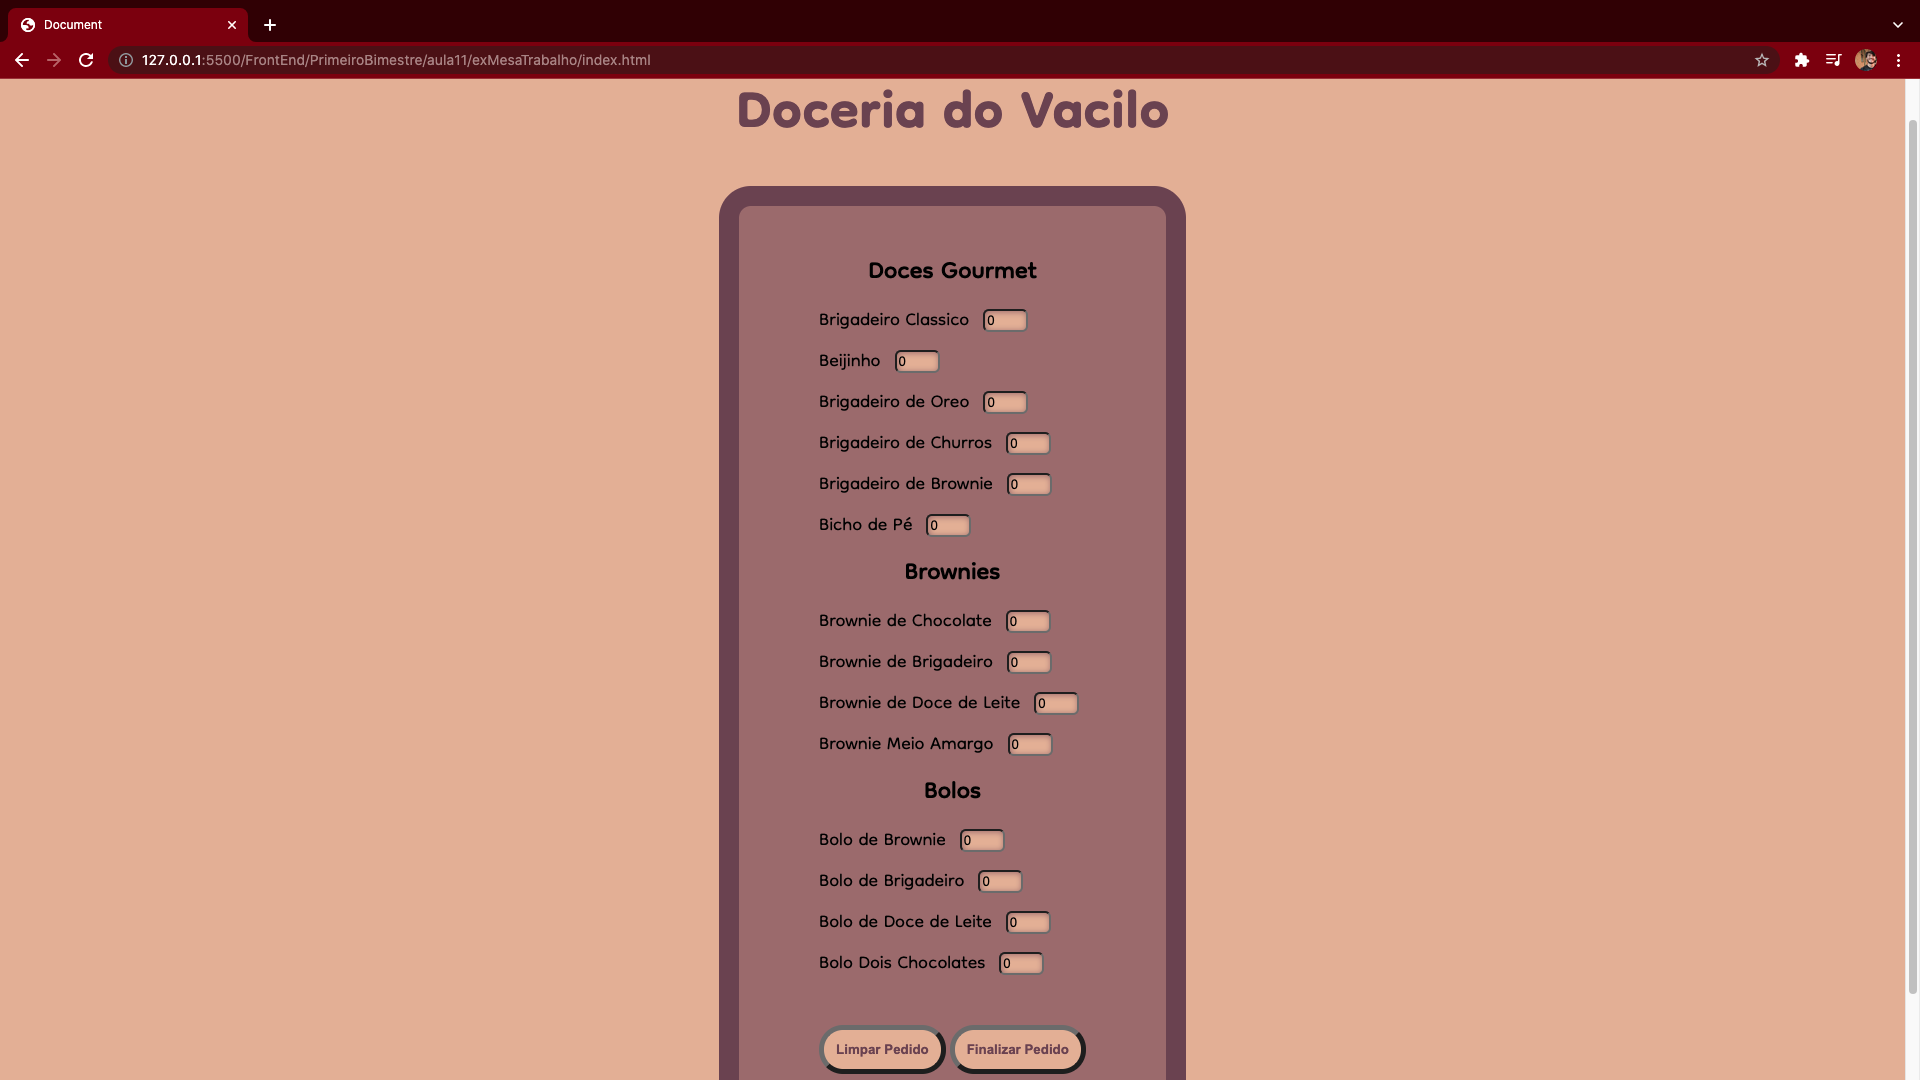 Document
127.0.0.1:5500/FrontEnd/PrimeiroBimestre/aula11/exMesaTrabalho/index.html
Doceria do Vacilo
Doces Gourmet
Brigadeiro Classico 0
Beijinho 0
Brigadeiro de Oreo 0
Brigadeiro de Churros 0
Brigadeiro de Brownie 0
Bicho de Pé 0
Brownies
Brownie de Chocolate 0
Brownie de Brigadeiro 0
Brownie de Doce de Leite 0
Brownie Meio Amargo 0
Bolos
Bolo de Brownie 0
Bolo de Brigadeiro 0
Bolo de Doce de Leite 0
Bolo Dois Chocolates 0
Limpar Pedido Finalizar Pedido